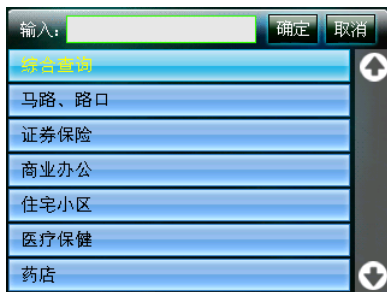 输入: 确定 取消
综合查询
马路、路口
证券保险
商业办公
住宅小区
医疗保健
药店